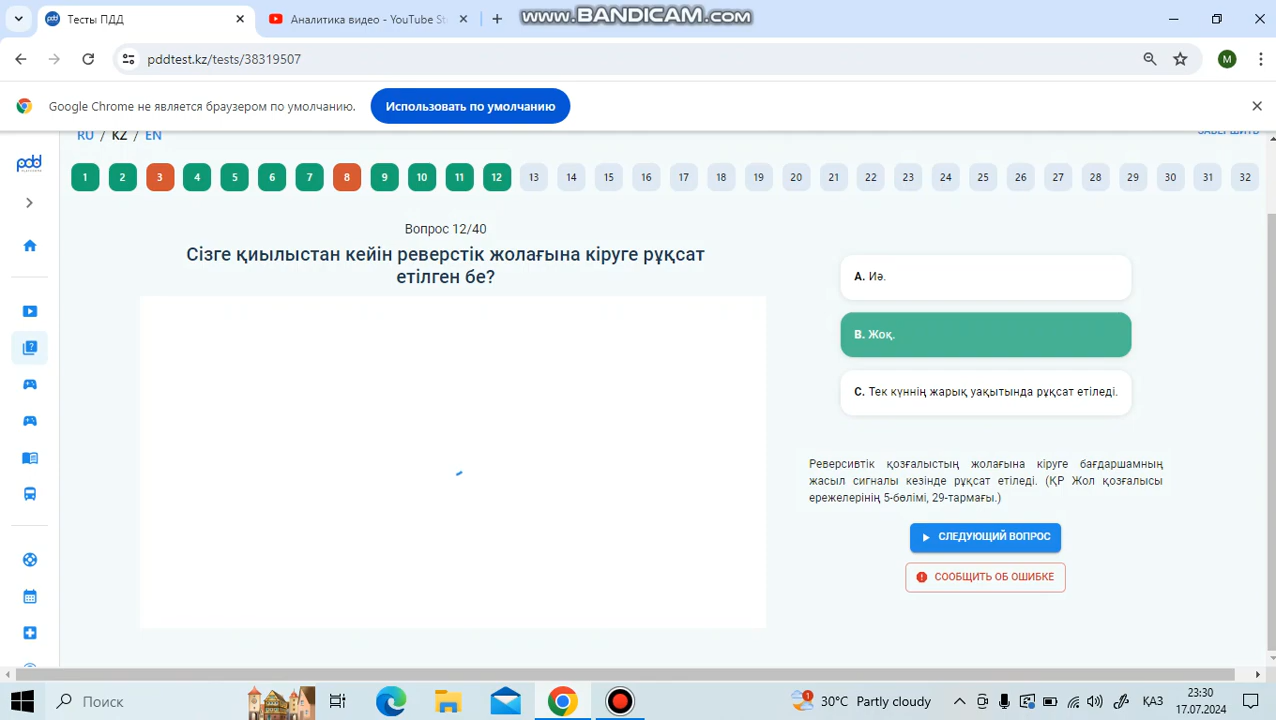 Тесты ПДД
Аналитика видео - YouTube St
www.BANDICAM.com
pddtest.kz/tests/38319507
M
Google Chrome не является браузером по умолчанию.
Использовать по умолчанию
RU / KZ / EN
ЗАВЕРШИТЬ
pdd
1 2 3 4 5 6 7 8 9 10 11 12 13 14 15 16 17 18 19 20 21 22 23 24 25 26 27 28 29 30 31 32
Вопрос 12/40
Сізге қиылыстан кейін реверстік жолағына кіруге рұқсат
етілген бе?
A. Иә.
B. Жоқ.
C. Тек күннің жарық уақытында рұқсат етіледі.
Реверсивтік қозғалыстың жолағына кіруге бағдаршамның
жасыл сигналы кезінде рұқсат етіледі. (ҚР Жол қозғалысы
ережелерінің 5-бөлімі, 29-тармағы.)
СЛЕДУЮЩИЙ ВОПРОС
СООБЩИТЬ ОБ ОШИБКЕ
Поиск
1
30°C Partly cloudy
ҚАЗ
23:30
17.07.2024